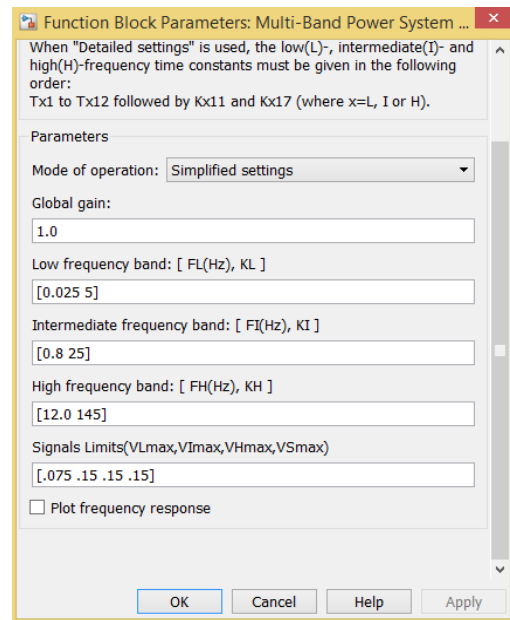 Function Block Parameters: Multi-Band Power System ...
When "Detailed settings" is used, the low(L)-, intermediate(I)- and
high(H)-frequency time constants must be given in the following
order:
Tx1 to Tx12 followed by Kx11 and Kx17 (where x=L, I or H).
Parameters
Mode of operation: Simplified settings
Global gain:
1.0
Low frequency band: [ FL(Hz), KL ]
[0.025 5]
Intermediate frequency band: [ FI(Hz), KI ]
[0.8 25]
High frequency band: [ FH(Hz), KH ]
[12.0 145]
Signals Limits(VLmax,VImax,VHmax,VSmax)
[.075 .15 .15 .15]
Plot frequency response
OK Cancel Help Apply